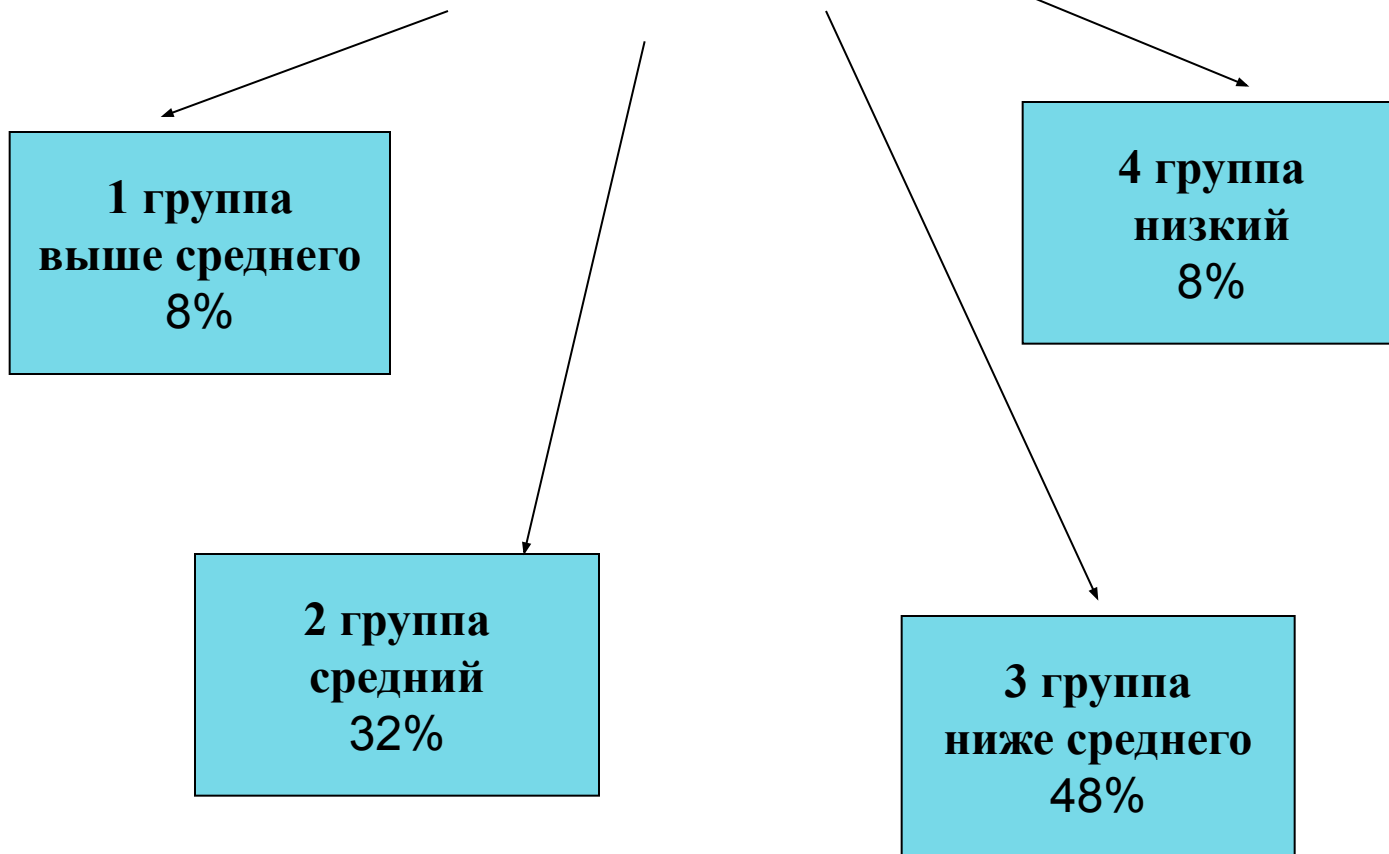 1 группа
выше среднего
8%
4 группа
низкий
8%
2 группа
средний
32%
3 группа
ниже среднего
48%